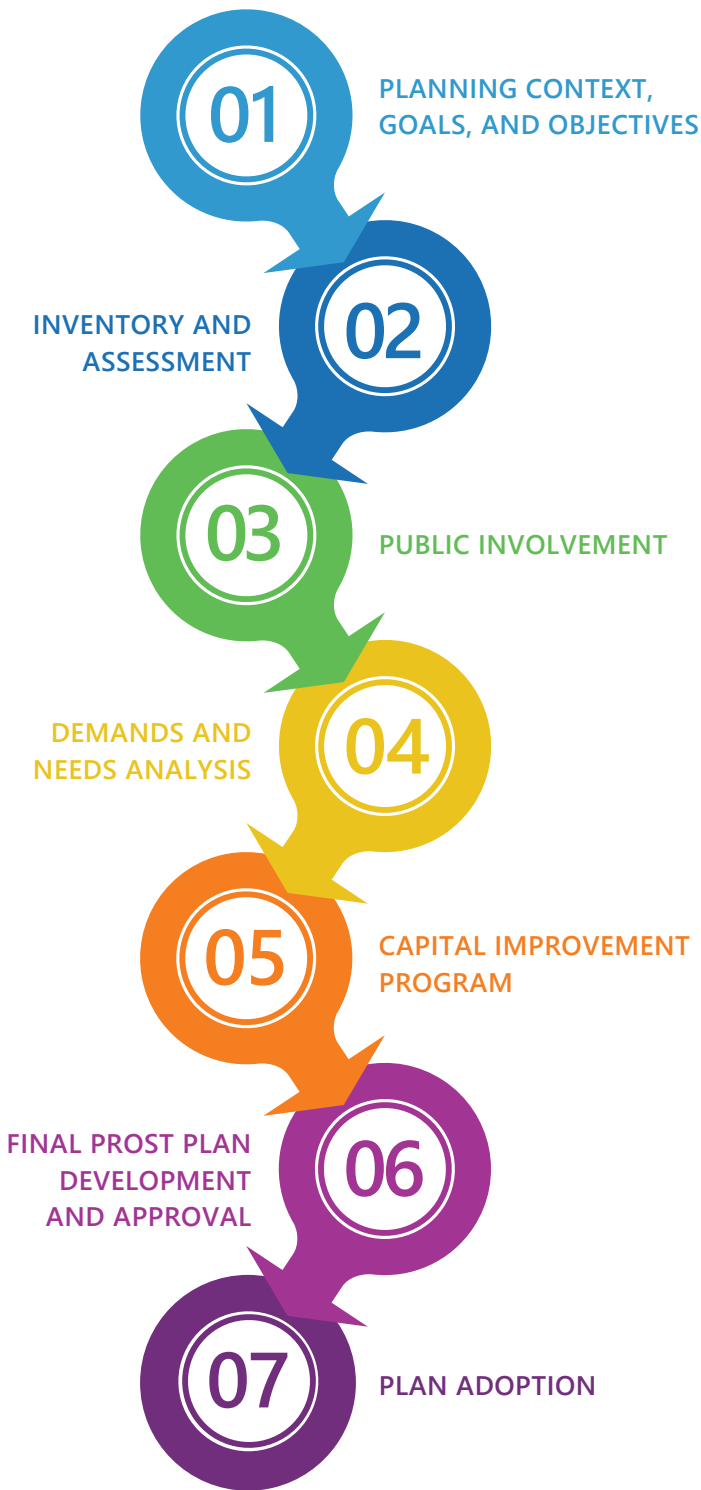 01
PLANNING CONTEXT,
GOALS, AND OBJECTIVES
02
INVENTORY AND
ASSESSMENT
03
PUBLIC INVOLVEMENT
04
DEMANDS AND
NEEDS ANALYSIS
05
CAPITAL IMPROVEMENT
PROGRAM
06
FINAL PROST PLAN
DEVELOPMENT
AND APPROVAL
07
PLAN ADOPTION